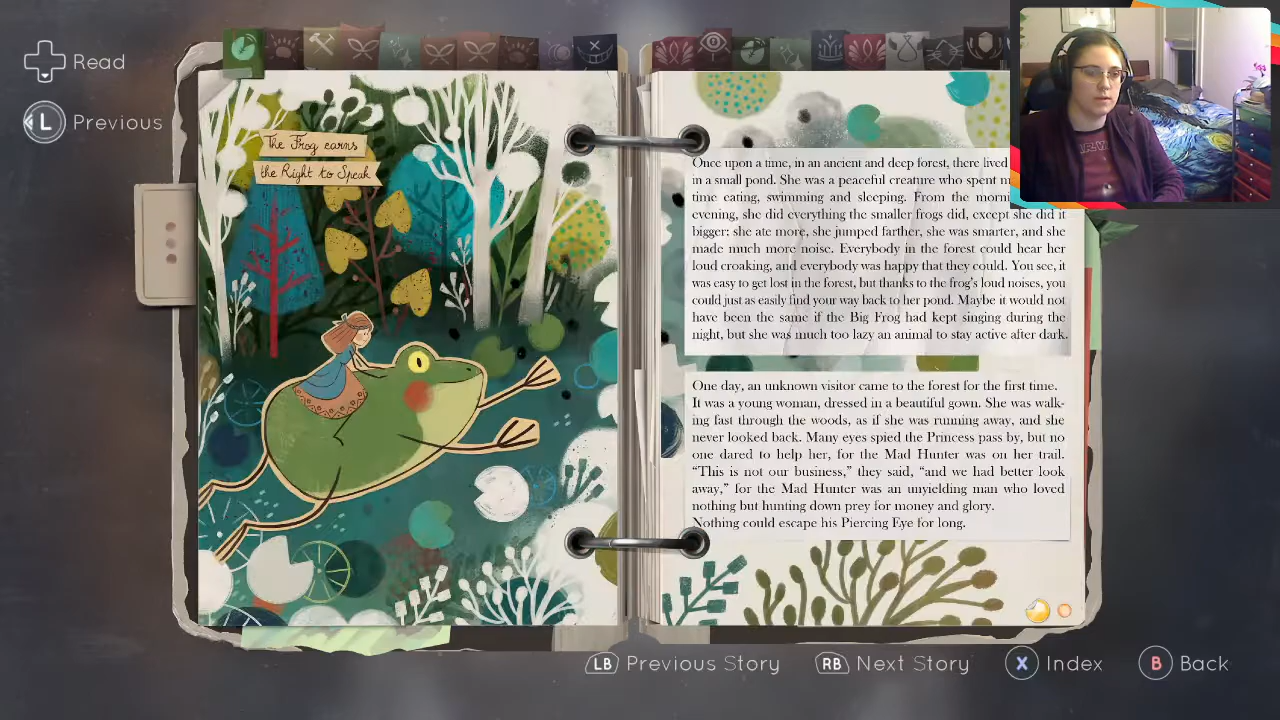 Read
L Previous
The Frog earns
the Right to Speak
Once upon a time, in an ancient and deep forest, there lived
in a small pond. She was a peaceful creature who spent
time eating, swimming and sleeping. From the
evening, she did everything the smaller frogs did, except she did it
bigger: she ate more, she jumped farther, she was smarter, and she
made much more noise. Everybody in the forest could hear her
loud croaking, and everybody was happy that they could. You see, it
was easy to get lost in the forest, but thanks to the frog's loud noises, you
could just as easily find your way back to her pond. Maybe it would not
have been the same if the Big Frog had kept singing during the
night, but she was much too lazy an animal to stay active after dark.
One day, an unknown visitor came to the forest for the first time.
It was a young woman, dressed in a beautiful gown. She was walk-
ing fast through the woods, as if she was running away, and she
never looked back. Many eyes spied the Princess pass by, but no
one dared to help her, for the Mad Hunter was on her trail.
“This is not our business,” they said, “and we had better look
away,” for the Mad Hunter was an unyielding man who loved
nothing but hunting down prey for money and glory.
Nothing could escape his Piercing Eye for long.
LB Previous Story RB Next Story X Index B Back